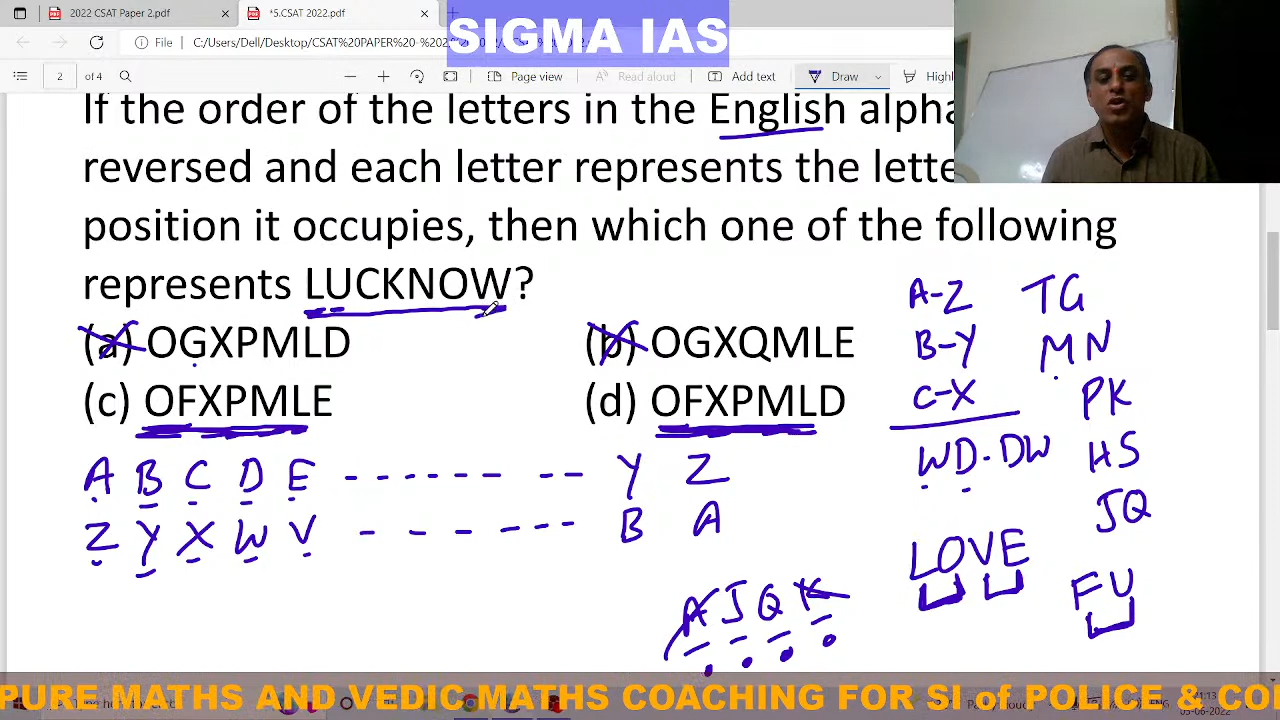 2022 CSAT Paper 2.pdf
*5.CSAT 2022.pdf
SIGMA IAS
File C:/Users/Dell/Desktop/CSAT%20PAPER%20
2 of
Page view
Read aloud
Add text
Draw
If the order of the letters in the English alpha
reversed and each letter represents the lette
position it occupies, then which one of the following
represents LUCKNOW?
(a) OGXPMLD (b) OGXQMLE
(c) OFXPMLE (d) OFXPMLD
A-Z TG
B-Y MN
C-X PK
WD. DW HS
JQ
A B C D E Y Z
Z Y X W V B A
LOVE
FU
A J Q K
PURE MATHS AND VEDIC MATHS COACHING FOR SI of POLICE & CO